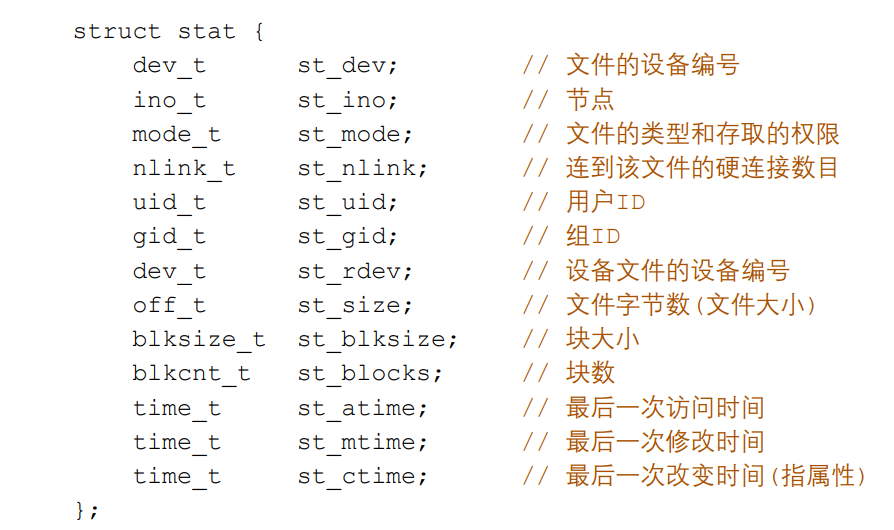 struct stat {
dev_t st_dev; // 文件的设备编号
ino_t st_ino; // 节点
mode_t st_mode; // 文件的类型和存取的权限
nlink_t st_nlink; // 连到该文件的硬连接数目
uid_t st_uid; // 用户ID
gid_t st_gid; // 组ID
dev_t st_rdev; // 设备文件的设备编号
off_t st_size; // 文件字节数(文件大小)
blksize_t st_blksize; // 块大小
blkcnt_t st_blocks; // 块数
time_t st_atime; // 最后一次访问时间
time_t st_mtime; // 最后一次修改时间
time_t st_ctime; // 最后一次改变时间(指属性)
};